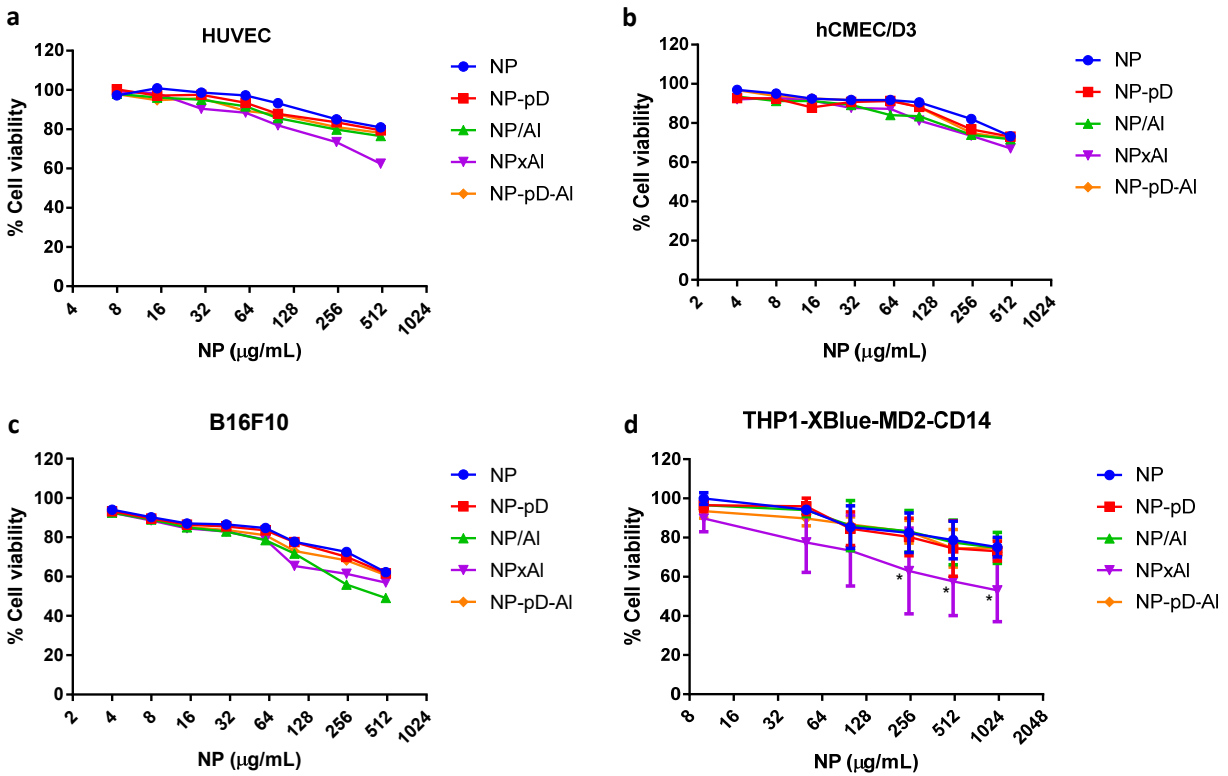 a
HUVEC
% Cell viability
120
100
80
60
40
20
0
4 8 16 32 64 128 256 512 1024
NP (μg/mL)
NP
NP-pD
NP/Al
NPxAl
NP-pD-Al
b
hCMEC/D3
% Cell viability
120
100
80
60
40
20
0
2 4 8 16 32 64 128 256 512 1024
NP (μg/mL)
NP
NP-pD
NP/Al
NPxAl
NP-pD-Al
c
B16F10
% Cell viability
120
100
80
60
40
20
0
2 4 8 16 32 64 128 256 512 1024
NP (μg/mL)
NP
NP-pD
NP/Al
NPxAl
NP-pD-Al
d
THP1-XBlue-MD2-CD14
% Cell viability
120
100
80
60
40
20
0
* * *
8 16 32 64 128 256 512 1024 2048
NP (μg/mL)
NP
NP-pD
NP/Al
NPxAl
NP-pD-Al